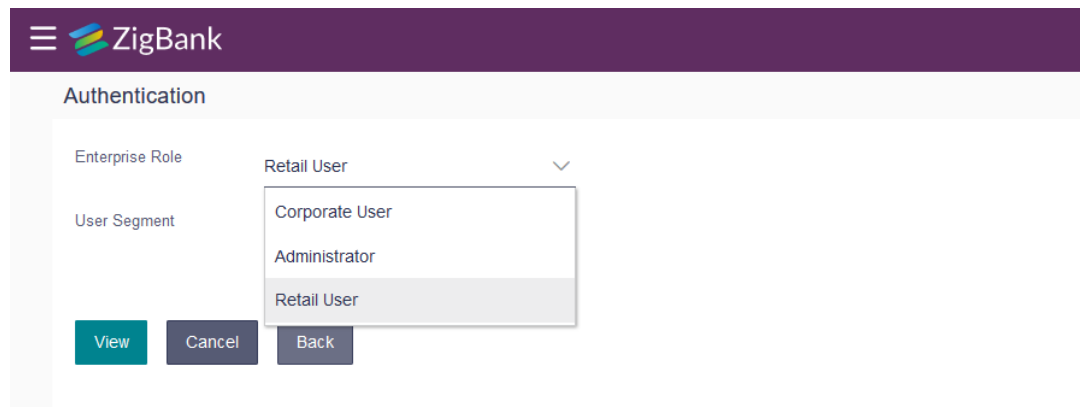 ZigBank
Authentication
Enterprise Role
Retail User
User Segment
Corporate User
Administrator
Retail User
View Cancel Back